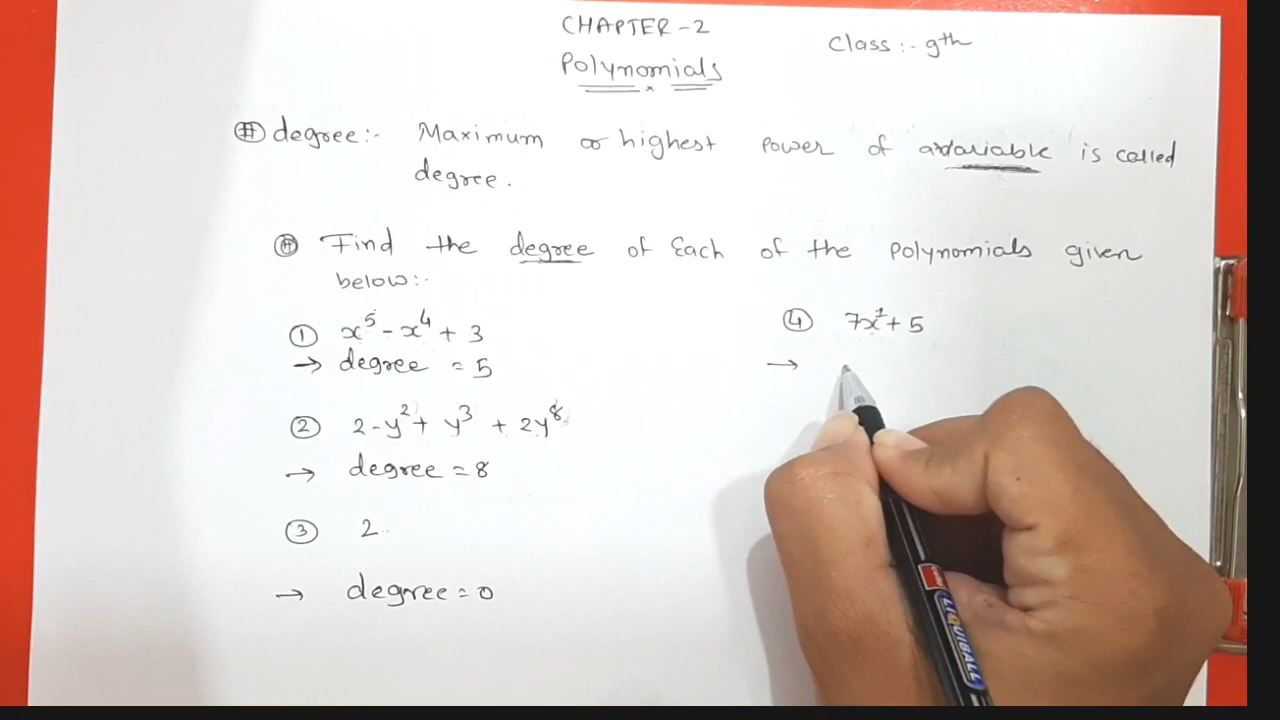 CHAPTER-2
Polynomials
Class:- 9th
# degree:- Maximum or highest power of a variable is called
degree.
# Find the degree of Each of the Polynomials given
below:-
① x⁵ - x⁴ + 3
→ degree = 5
② 2 - y² + y³ + 2y⁸
→ degree = 8
③ 2
→ degree = 0
④ 7x¹ + 5
→
LIQUIBALL